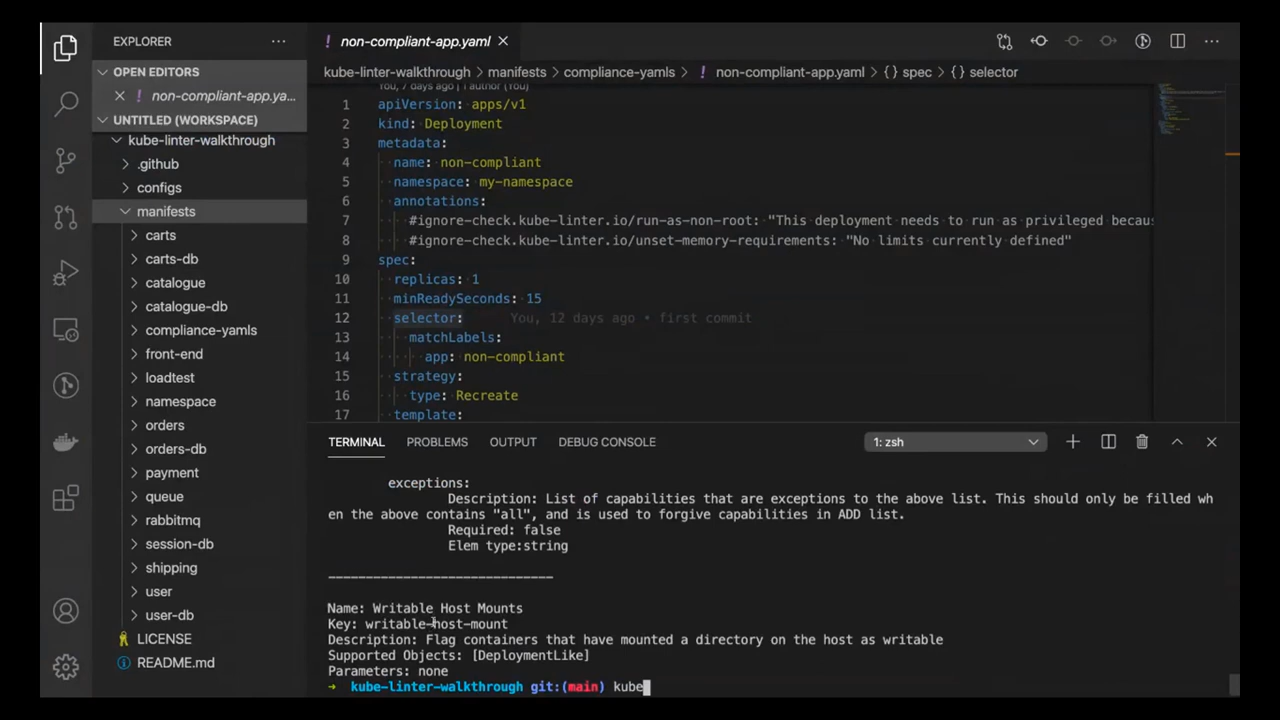 EXPLORER
OPEN EDITORS
non-compliant-app.ya...
UNTITLED (WORKSPACE)
kube-linter-walkthrough
.github
configs
manifests
carts
carts-db
catalogue
catalogue-db
compliance-yamls
front-end
loadtest
namespace
orders
orders-db
payment
queue
rabbitmq
session-db
shipping
user
user-db
LICENSE
README.md
! non-compliant-app.yaml
kube-linter-walkthrough > manifests > compliance-yamls > ! non-compliant-app.yaml > {} spec > {} selector
You, 7 days ago | 1 author (You)
1 apiVersion: apps/v1
2 kind: Deployment
3 metadata:
4 name: non-compliant
5 namespace: my-namespace
6 annotations:
7 #ignore-check.kube-linter.io/run-as-non-root: "This deployment needs to run as privileged becau
8 #ignore-check.kube-linter.io/unset-memory-requirements: "No limits currently defined"
9 spec:
10 replicas: 1
11 minReadySeconds: 15
12 selector: You, 12 days ago • first commit
13 matchLabels:
14 app: non-compliant
15 strategy:
16 type: Recreate
17 template:
TERMINAL PROBLEMS OUTPUT DEBUG CONSOLE 1: zsh
exceptions:
Description: List of capabilities that are exceptions to the above list. This should only be filled wh
en the above contains "all", and is used to forgive capabilities in ADD list.
Required: false
Elem type:string
------------------------------
Name: Writable Host Mounts
Key: writable-host-mount
Description: Flag containers that have mounted a directory on the host as writable
Supported Objects: [DeploymentLike]
Parameters: none
→ kube-linter-walkthrough git:(main) kube